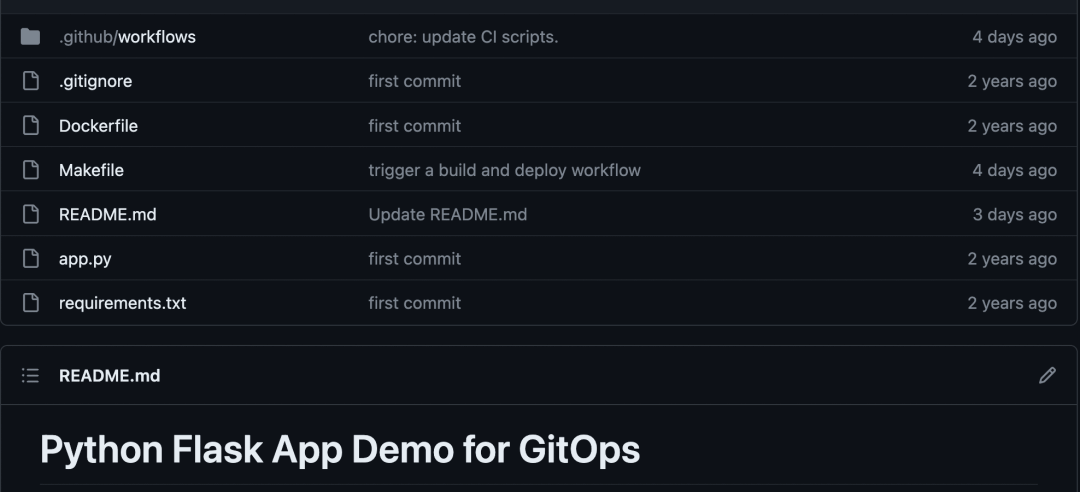 .github/workflows chore: update CI scripts. 4 days ago
.gitignore first commit 2 years ago
Dockerfile first commit 2 years ago
Makefile trigger a build and deploy workflow 4 days ago
README.md Update README.md 3 days ago
app.py first commit 2 years ago
requirements.txt first commit 2 years ago
README.md
Python Flask App Demo for GitOps